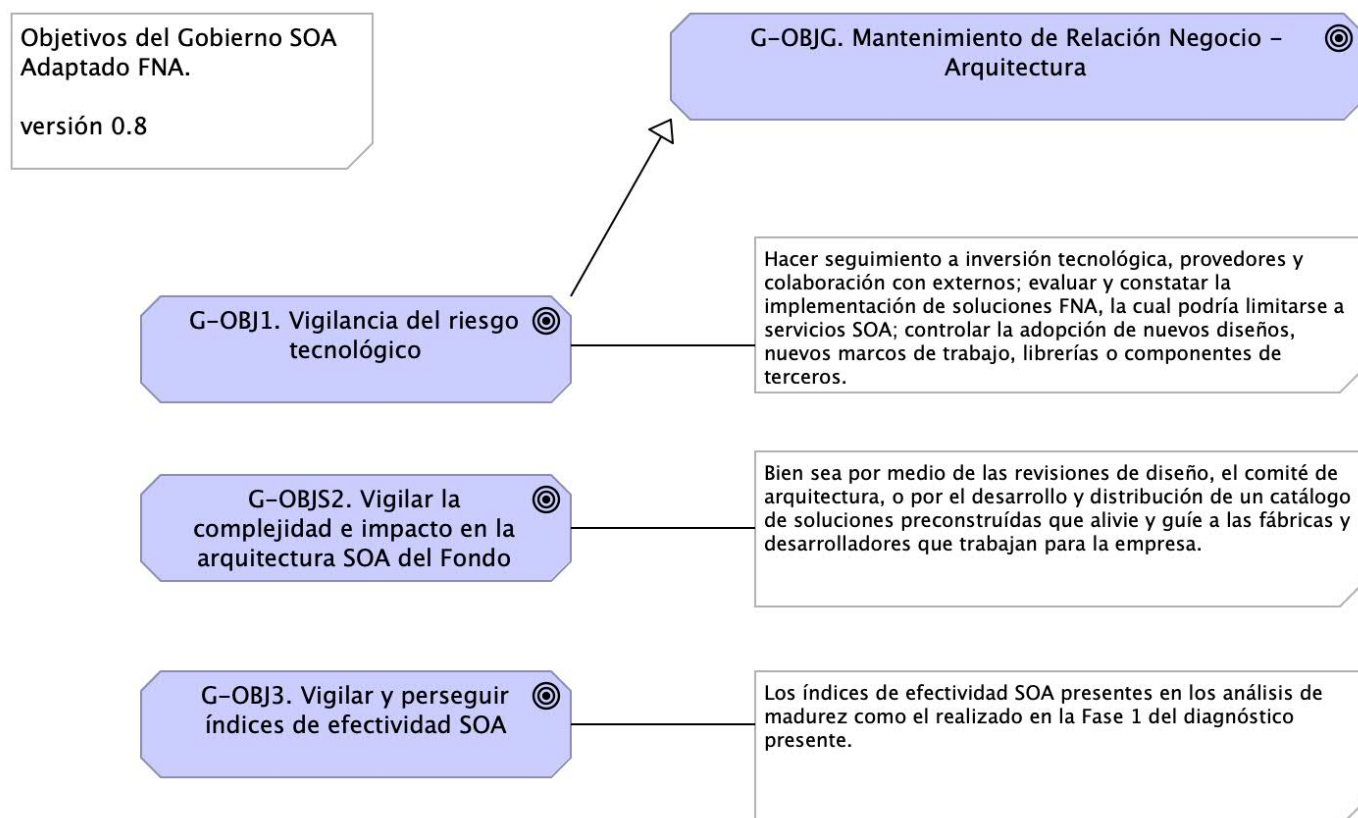 Objetivos del Gobierno SOA
Adaptado FNA.
versión 0.8
G-OBJG. Mantenimiento de Relación Negocio -
Arquitectura
G-OBJ1. Vigilancia del riesgo
tecnológico
Hacer seguimiento a inversión tecnológica, provedores y
colaboración con externos; evaluar y constatar la
implementación de soluciones FNA, la cual podría limitarse a
servicios SOA; controlar la adopción de nuevos diseños,
nuevos marcos de trabajo, librerías o componentes de
terceros.
G-OBJS2. Vigilar la
complejidad e impacto en la
arquitectura SOA del Fondo
Bien sea por medio de las revisiones de diseño, el comité de
arquitectura, o por el desarrollo y distribución de un catálogo
de soluciones preconstruídas que alivie y guíe a las fábricas y
desarrolladores que trabajan para la empresa.
G-OBJ3. Vigilar y perseguir
índices de efectividad SOA
Los índices de efectividad SOA presentes en los análisis de
madurez como el realizado en la Fase 1 del diagnóstico
presente.